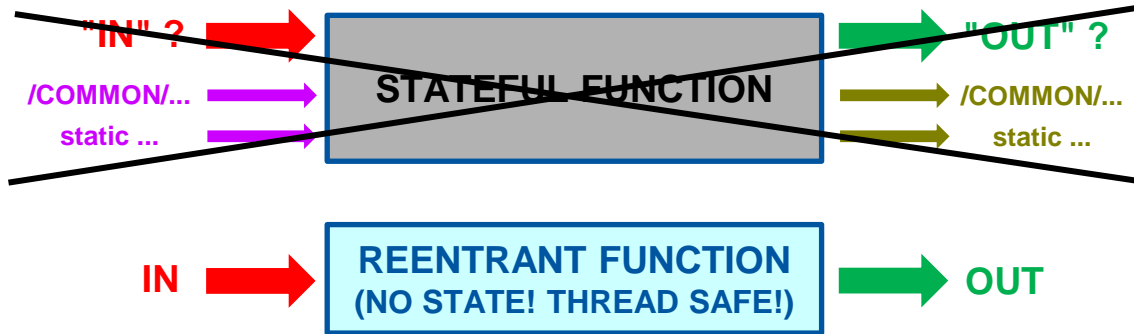 "IN" ?
"OUT" ?
STATEFUL FUNCTION
/COMMON/...
/COMMON/...
static ...
static ...
IN
REENTRANT FUNCTION
(NO STATE! THREAD SAFE!)
OUT